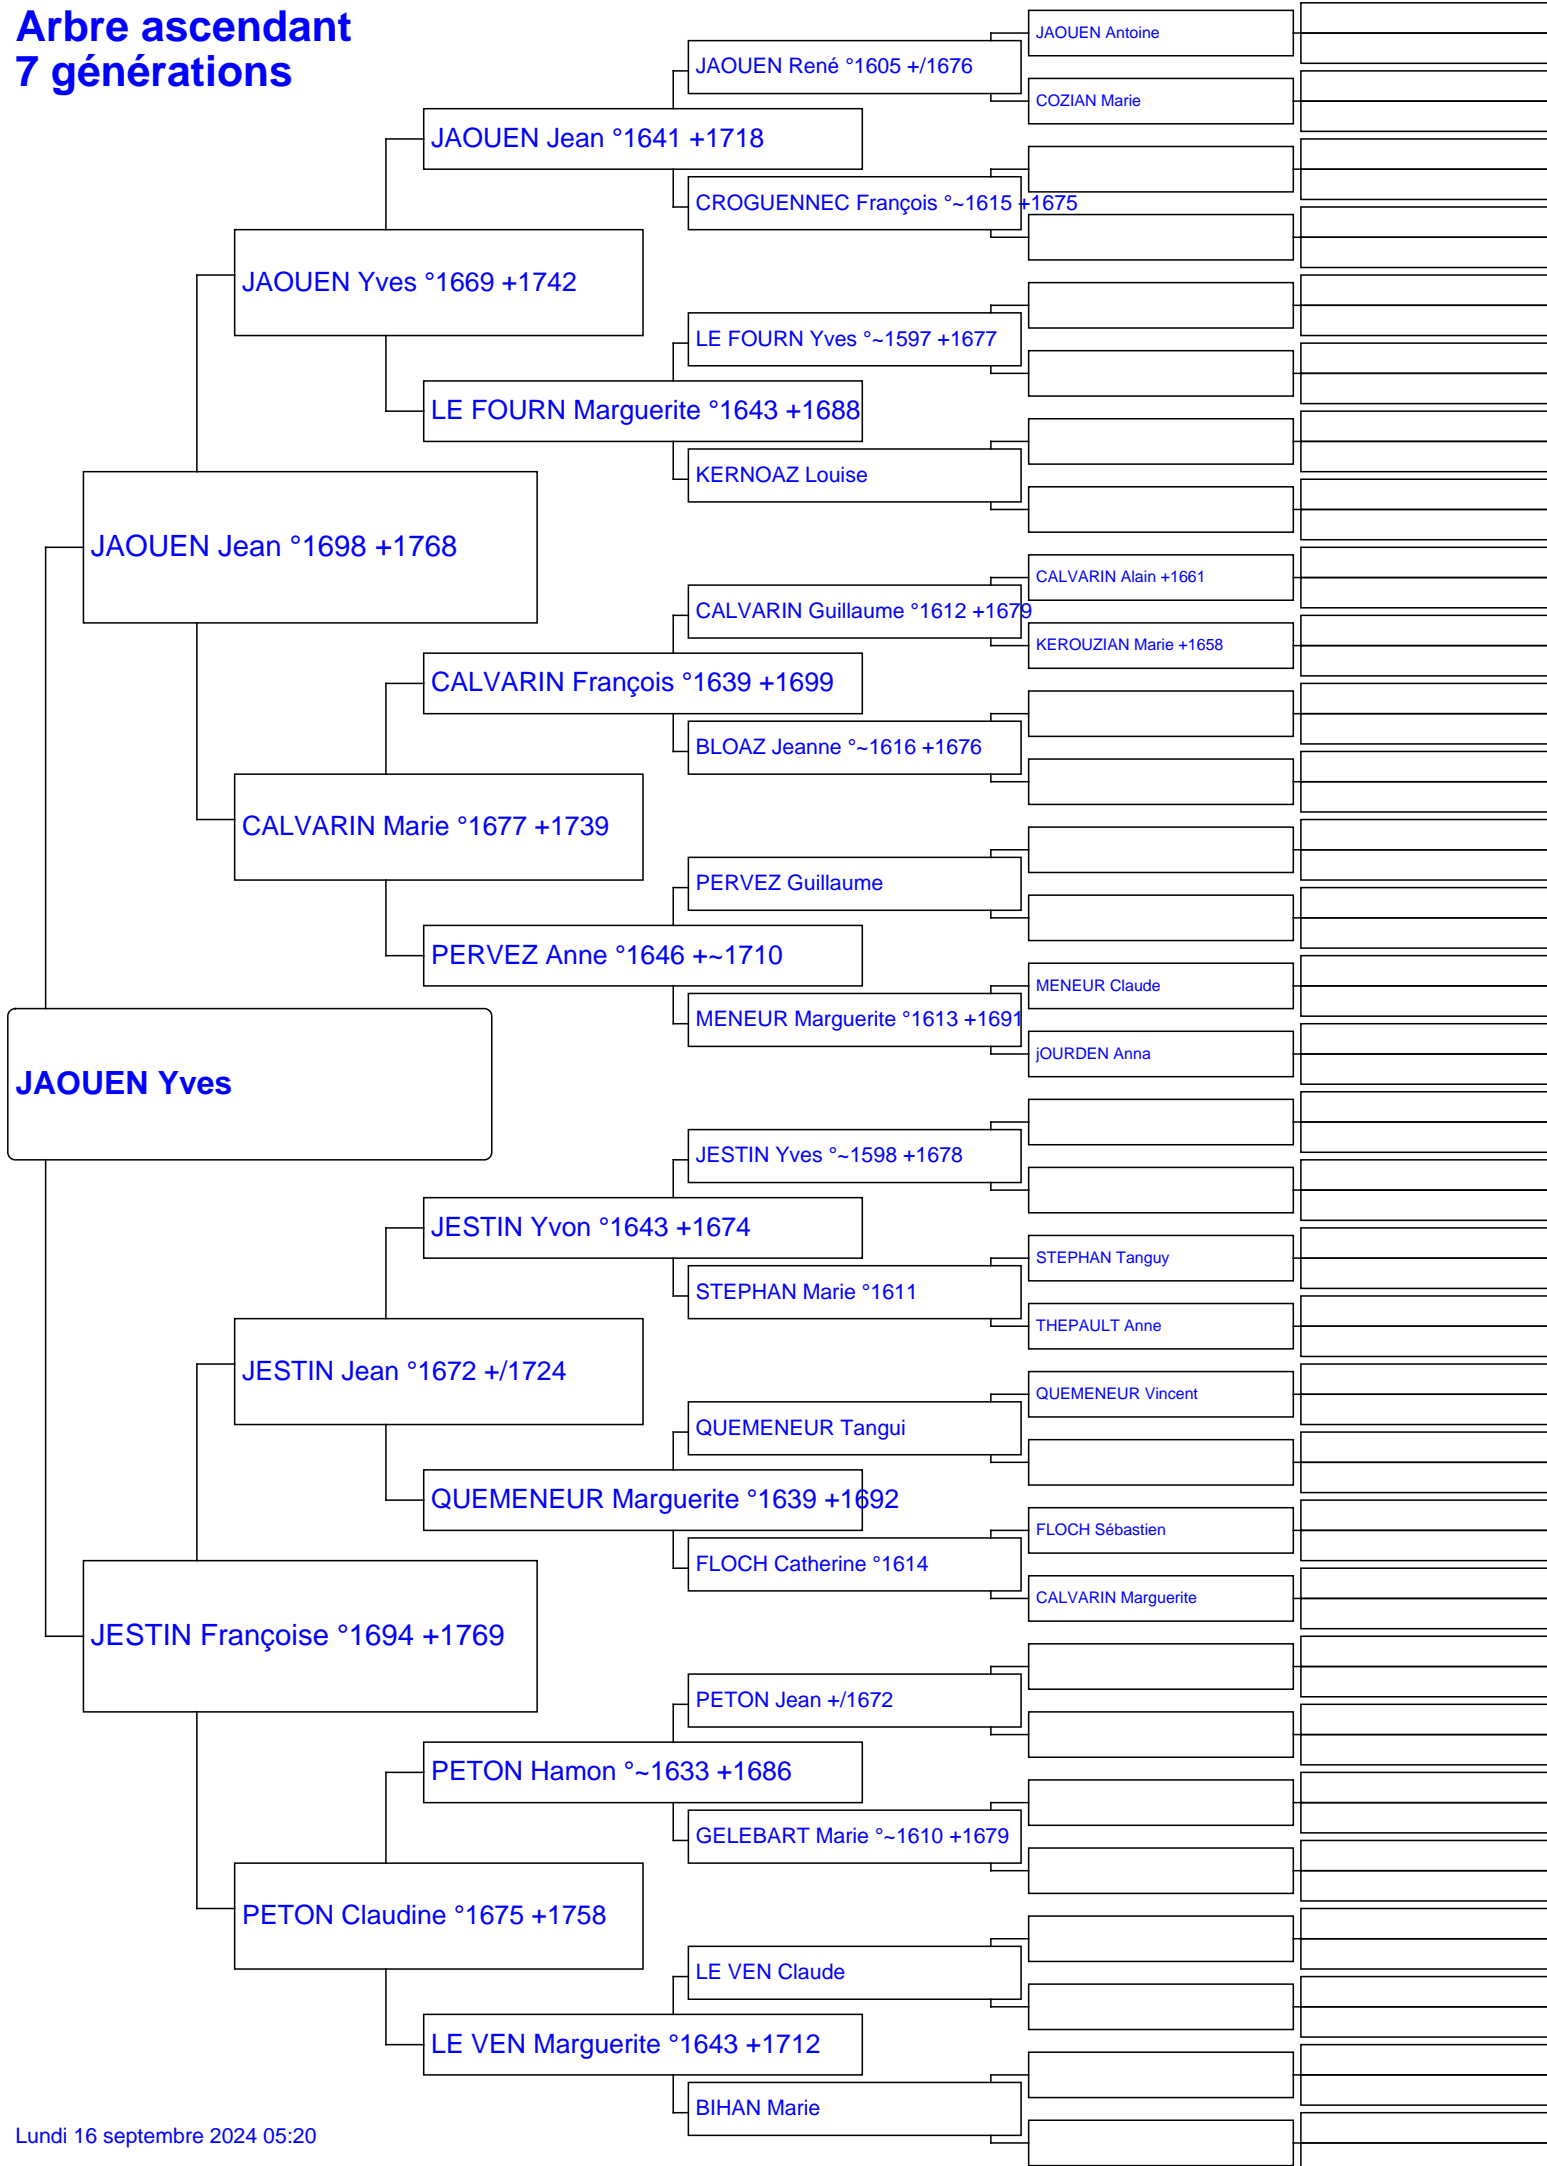 Arbre ascendant
7 générations
JAOUEN Antoine
JAOUEN René °1605 +/1676
COZIAN Marie
JAOUEN Jean °1641 +1718
CROGUENNEC François °~1615 +1675
JAOUEN Yves °1669 +1742
LE FOURN Yves °~1597 +1677
LE FOURN Marguerite °1643 +1688
KERNOAZ Louise
JAOUEN Jean °1698 +1768
CALVARIN Alain +1661
CALVARIN Guillaume °1612 +1679
KEROUZIAN Marie +1658
CALVARIN François °1639 +1699
BLOAZ Jeanne °~1616 +1676
CALVARIN Marie °1677 +1739
PERVEZ Guillaume
PERVEZ Anne °1646 +~1710
MENEUR Claude
MENEUR Marguerite °1613 +1691
jOURDEN Anna
JAOUEN Yves
JESTIN Yves °~1598 +1678
JESTIN Yvon °1643 +1674
STEPHAN Tanguy
STEPHAN Marie °1611
THEPAULT Anne
JESTIN Jean °1672 +/1724
QUEMENEUR Vincent
QUEMENEUR Tangui
QUEMENEUR Marguerite °1639 +1692
FLOCH Sébastien
FLOCH Catherine °1614
CALVARIN Marguerite
JESTIN Françoise °1694 +1769
PETON Jean +/1672
PETON Hamon °~1633 +1686
GELEBART Marie °~1610 +1679
PETON Claudine °1675 +1758
LE VEN Claude
LE VEN Marguerite °1643 +1712
BIHAN Marie
Lundi 16 septembre 2024 05:20